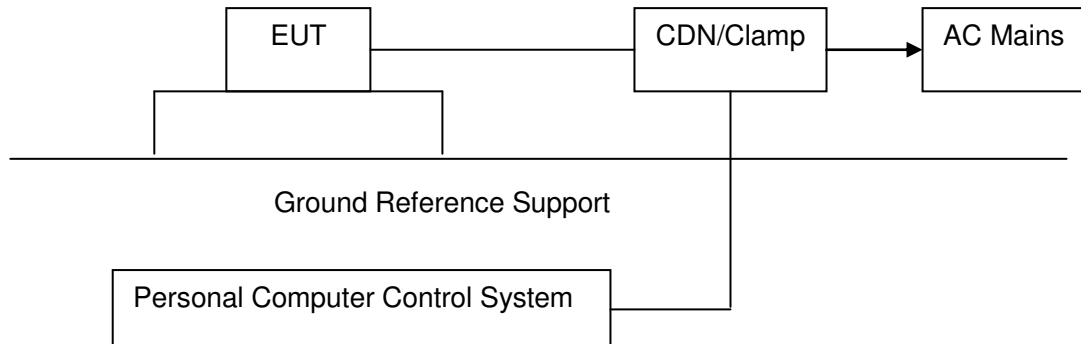 EUT
CDN/Clamp
AC Mains
Ground Reference Support
Personal Computer Control System